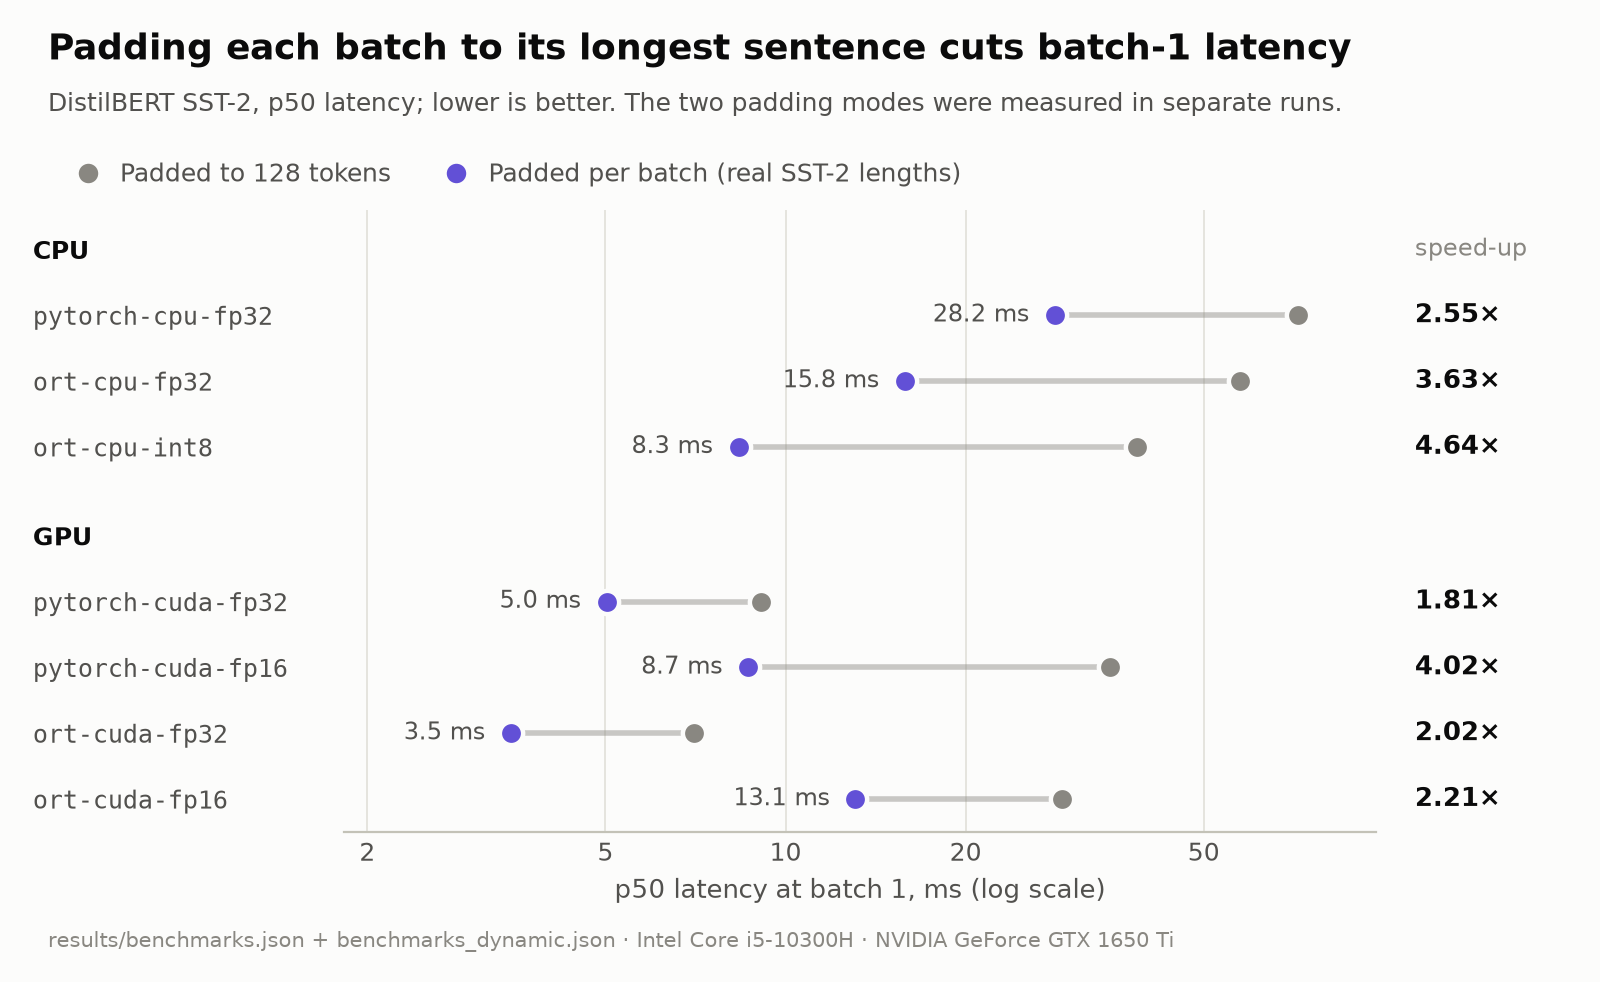 Padding each batch to its longest sentence cuts batch-1 latency
DistilBERT SST-2, p50 latency; lower is better. The two padding modes were measured in separate runs.
Padded to 128 tokens
Padded per batch (real SST-2 lengths)
CPU
speed-up
pytorch-cpu-fp32
28.2 ms
2.55×
ort-cpu-fp32
15.8 ms
3.63×
ort-cpu-int8
8.3 ms
4.64×
GPU
pytorch-cuda-fp32
5.0 ms
1.81×
pytorch-cuda-fp16
8.7 ms
4.02×
ort-cuda-fp32
3.5 ms
2.02×
ort-cuda-fp16
13.1 ms
2.21×
2 5 10 20 50
p50 latency at batch 1, ms (log scale)
results/benchmarks.json + benchmarks_dynamic.json · Intel Core i5-10300H · NVIDIA GeForce GTX 1650 Ti